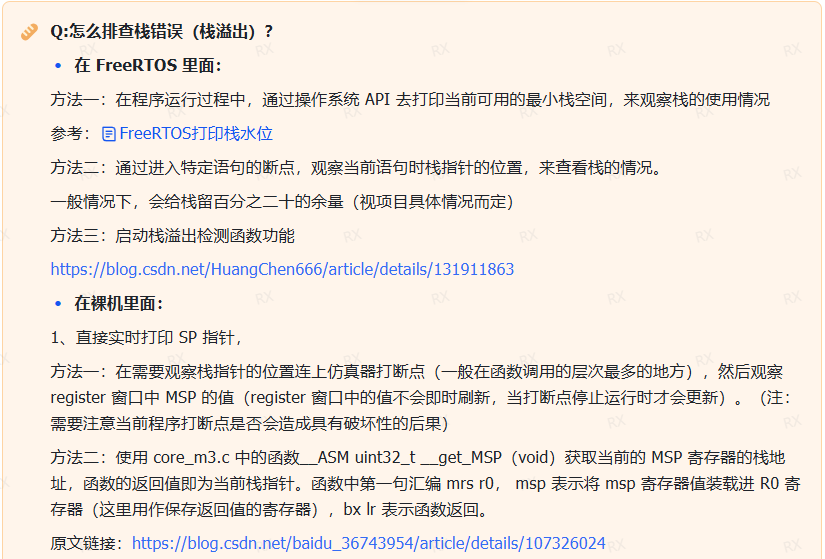 Q:怎么排查栈错误（栈溢出）?
• 在 FreeRTOS 里面：
方法一：在程序运行过程中，通过操作系统 API 去打印当前可用的最小栈空间，来观察栈的使用情况
参考： FreeRTOS打印栈水位
方法二：通过进入特定语句的断点，观察当前语句时栈指针的位置，来查看栈的情况。
一般情况下，会给栈留百分之二十的余量（视项目具体情况而定）
方法三：启动栈溢出检测函数功能
https://blog.csdn.net/HuangChen666/article/details/131911863
• 在裸机里面：
1、直接实时打印 SP 指针，
方法一：在需要观察栈指针的位置连上仿真器打断点（一般在函数调用的层次最多的地方），然后观察
register 窗口中 MSP 的值（register 窗口中的值不会即时刷新，当打断点停止运行时才会更新）。（注：
需要注意当前程序打断点是否会造成具有破坏性的后果）
方法二：使用 core_m3.c 中的函数__ASM uint32_t __get_MSP（void）获取当前的 MSP 寄存器的栈地
址，函数的返回值即为当前栈指针。函数中第一句汇编 mrs r0， msp 表示将 msp 寄存器值装载进 R0 寄
存器（这里用作保存返回值的寄存器），bx lr 表示函数返回。
原文链接：https://blog.csdn.net/baidu_36743954/article/details/107326024